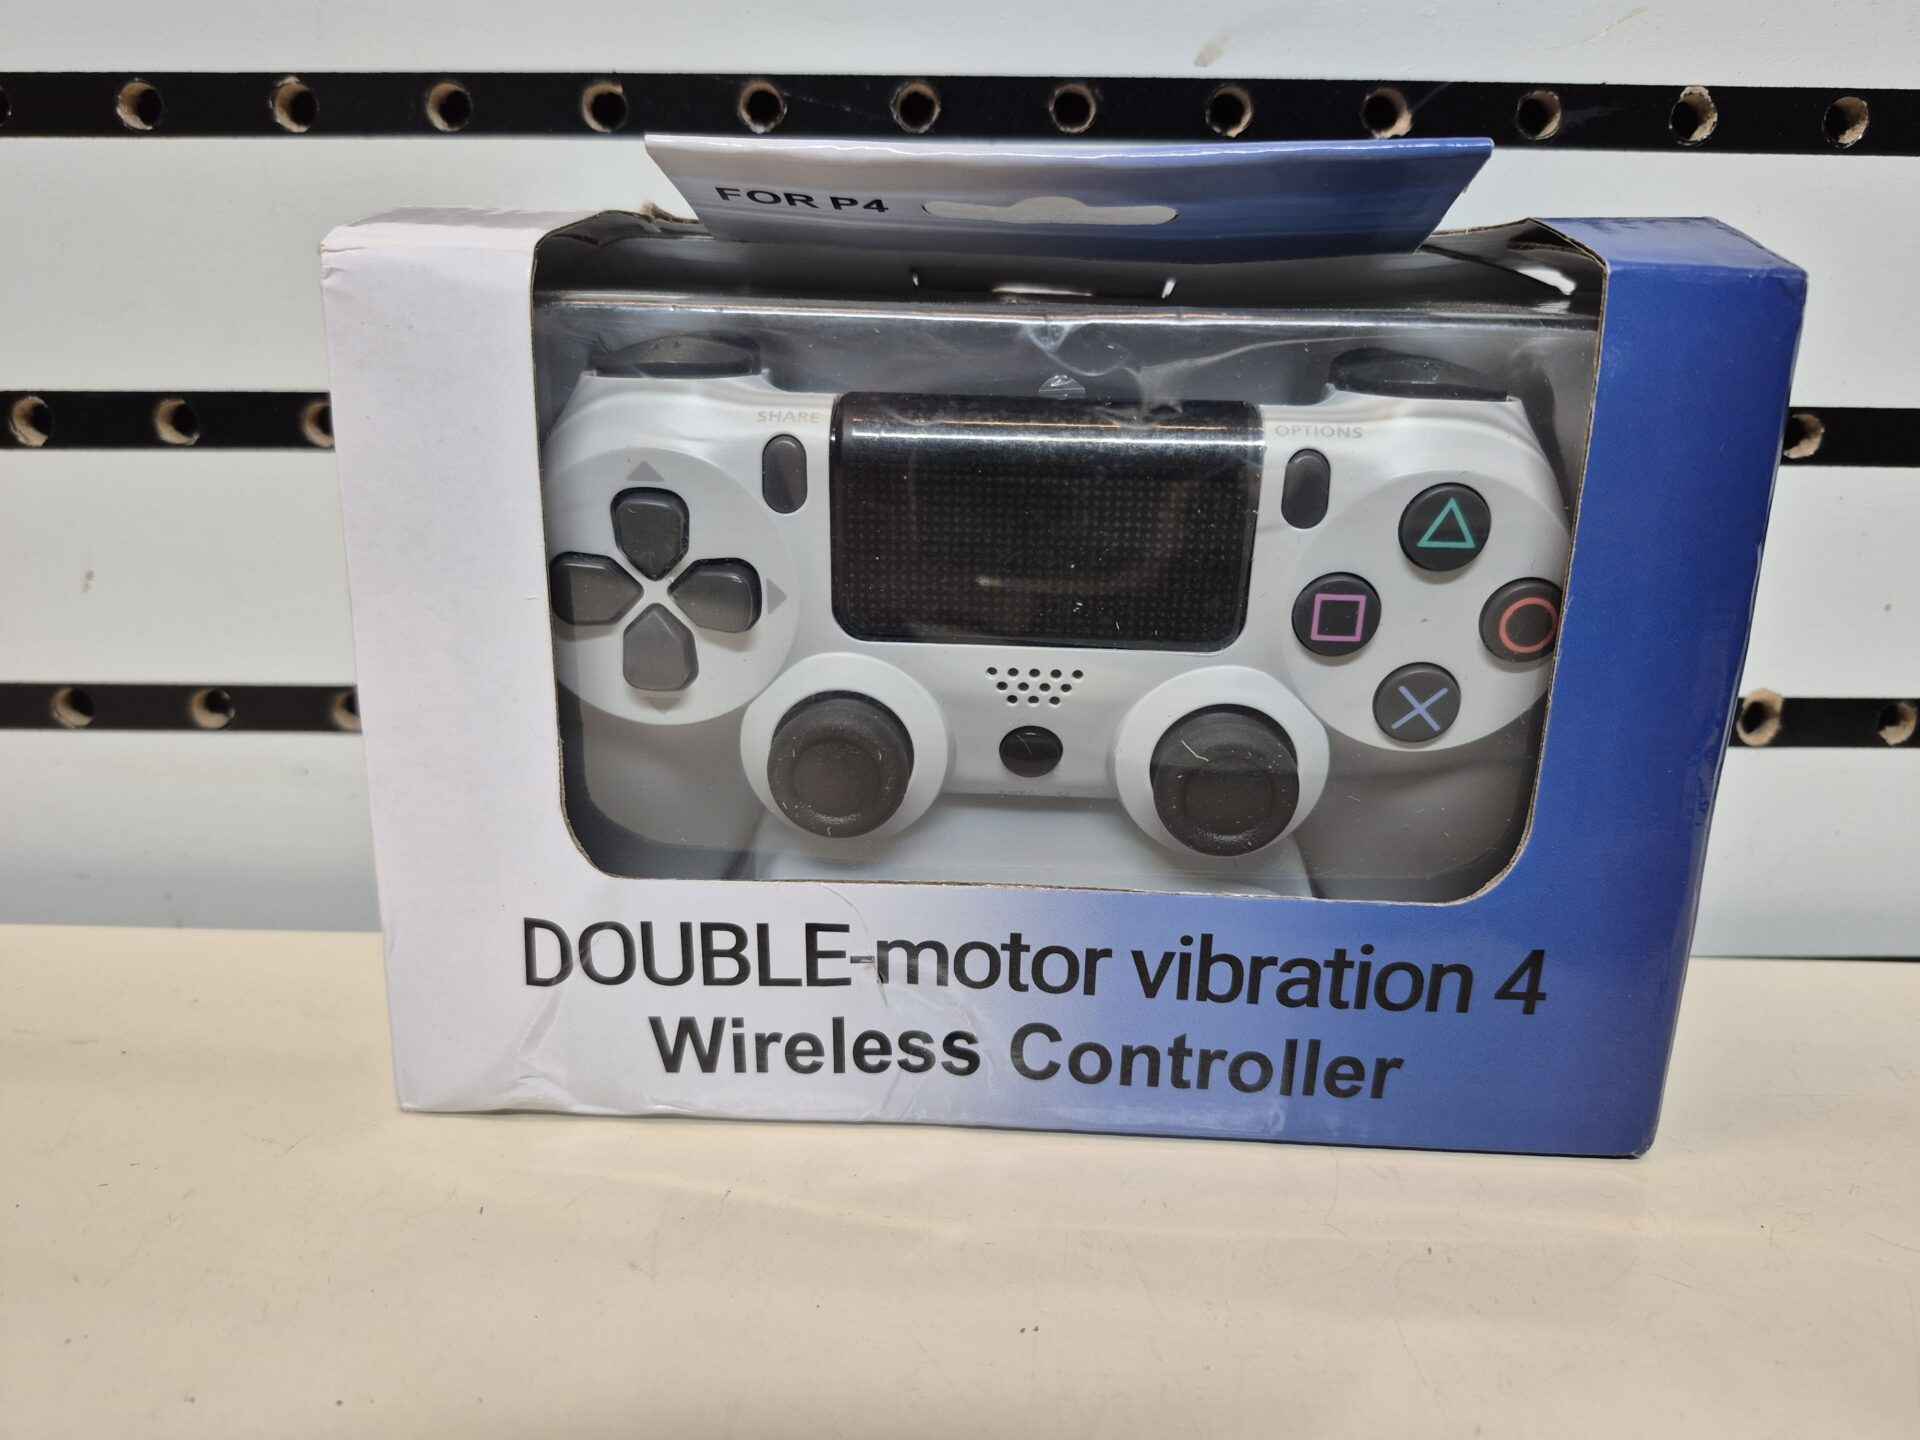 FOR P4
SHARE
OPTIONS
DOUBLE-motor vibration 4
Wireless Controller